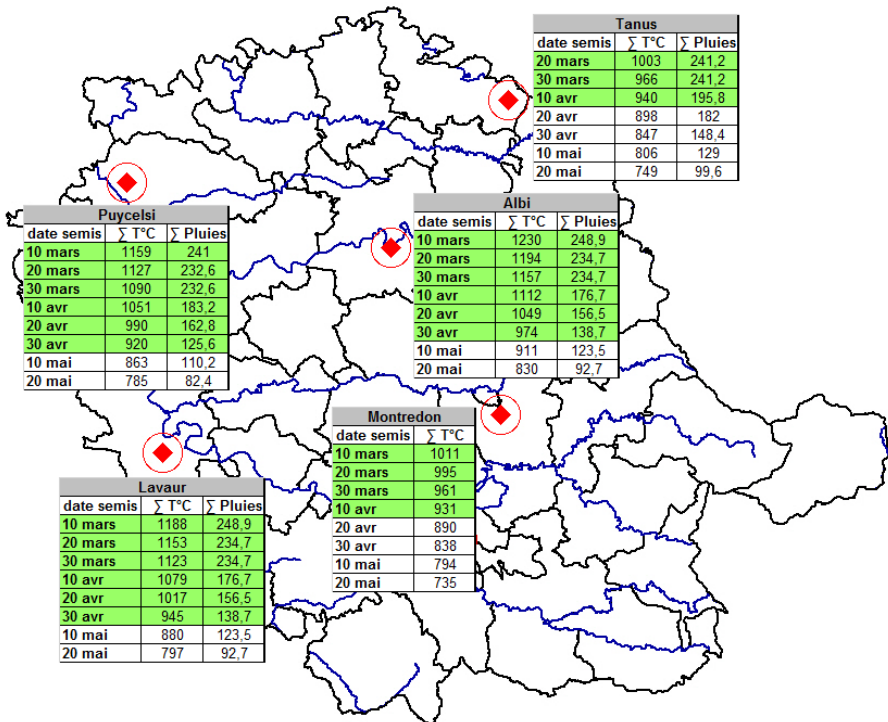 Tanus
date semis ∑ T°C ∑ Pluies
20 mars 1003 241,2
30 mars 966 241,2
10 avr 940 195,8
20 avr 898 182
30 avr 847 148,4
10 mai 806 129
20 mai 749 99,6
Puycelsi
date semis ∑ T°C ∑ Pluies
10 mars 1159 241
20 mars 1127 232,6
30 mars 1090 232,6
10 avr 1051 183,2
20 avr 990 162,8
30 avr 920 125,6
10 mai 863 110,2
20 mai 785 82,4
Albi
date semis ∑ T°C ∑ Pluies
10 mars 1230 248,9
20 mars 1194 234,7
30 mars 1157 234,7
10 avr 1112 176,7
20 avr 1049 156,5
30 avr 974 138,7
10 mai 911 123,5
20 mai 830 92,7
Montredon
date semis ∑ T°C
10 mars 1011
20 mars 995
30 mars 961
10 avr 931
20 avr 890
30 avr 838
10 mai 794
20 mai 735
Lavaur
date semis ∑ T°C ∑ Pluies
10 mars 1188 248,9
20 mars 1153 234,7
30 mars 1123 234,7
10 avr 1079 176,7
20 avr 1017 156,5
30 avr 945 138,7
10 mai 880 123,5
20 mai 797 92,7